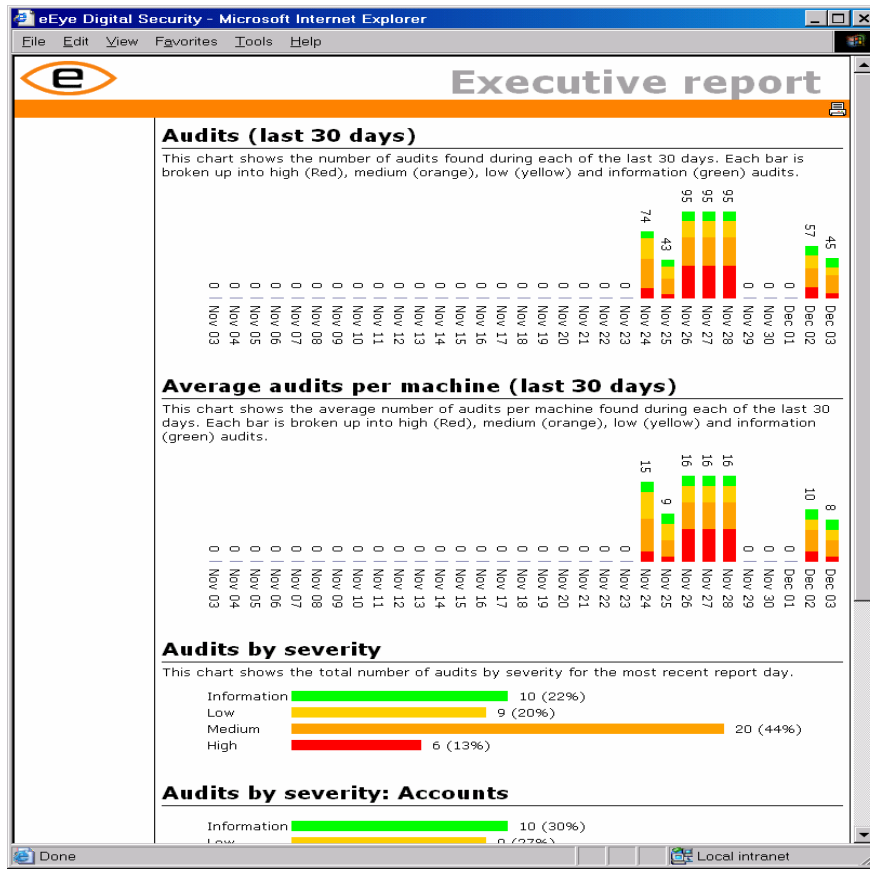 eEye Digital Security - Microsoft Internet Explorer
File Edit View Favorites Tools Help
e
Executive report
Audits (last 30 days)
This chart shows the number of audits found during each of the last 30 days. Each bar is
broken up into high (Red), medium (orange), low (yellow) and information (green) audits.
0 0 0 0 0 0 0 0 0 0 0 0 0 0 0 0 0 0 0 0 0 74 43 95 95 95 0 0 0 57 45
Nov 03 Nov 04 Nov 05 Nov 06 Nov 07 Nov 08 Nov 09 Nov 10 Nov 11 Nov 12 Nov 13 Nov 14 Nov 15 Nov 16 Nov 17 Nov 18 Nov 19 Nov 20 Nov 21 Nov 22 Nov 23 Nov 24 Nov 25 Nov 26 Nov 27 Nov 28 Nov 29 Nov 30 Dec 01 Dec 02 Dec 03
Average audits per machine (last 30 days)
This chart shows the average number of audits per machine found during each of the last 30
days. Each bar is broken up into high (Red), medium (orange), low (yellow) and information
(green) audits.
0 0 0 0 0 0 0 0 0 0 0 0 0 0 0 0 0 0 0 0 0 15 9 16 16 16 0 0 0 10 8
Nov 03 Nov 04 Nov 05 Nov 06 Nov 07 Nov 08 Nov 09 Nov 10 Nov 11 Nov 12 Nov 13 Nov 14 Nov 15 Nov 16 Nov 17 Nov 18 Nov 19 Nov 20 Nov 21 Nov 22 Nov 23 Nov 24 Nov 25 Nov 26 Nov 27 Nov 28 Nov 29 Nov 30 Dec 01 Dec 02 Dec 03
Audits by severity
This chart shows the total number of audits by severity for the most recent report day.
Information 10 (22%)
Low 9 (20%)
Medium 20 (44%)
High 6 (13%)
Audits by severity: Accounts
Information 10 (30%)
Low 9 (27%)
Done Local intranet